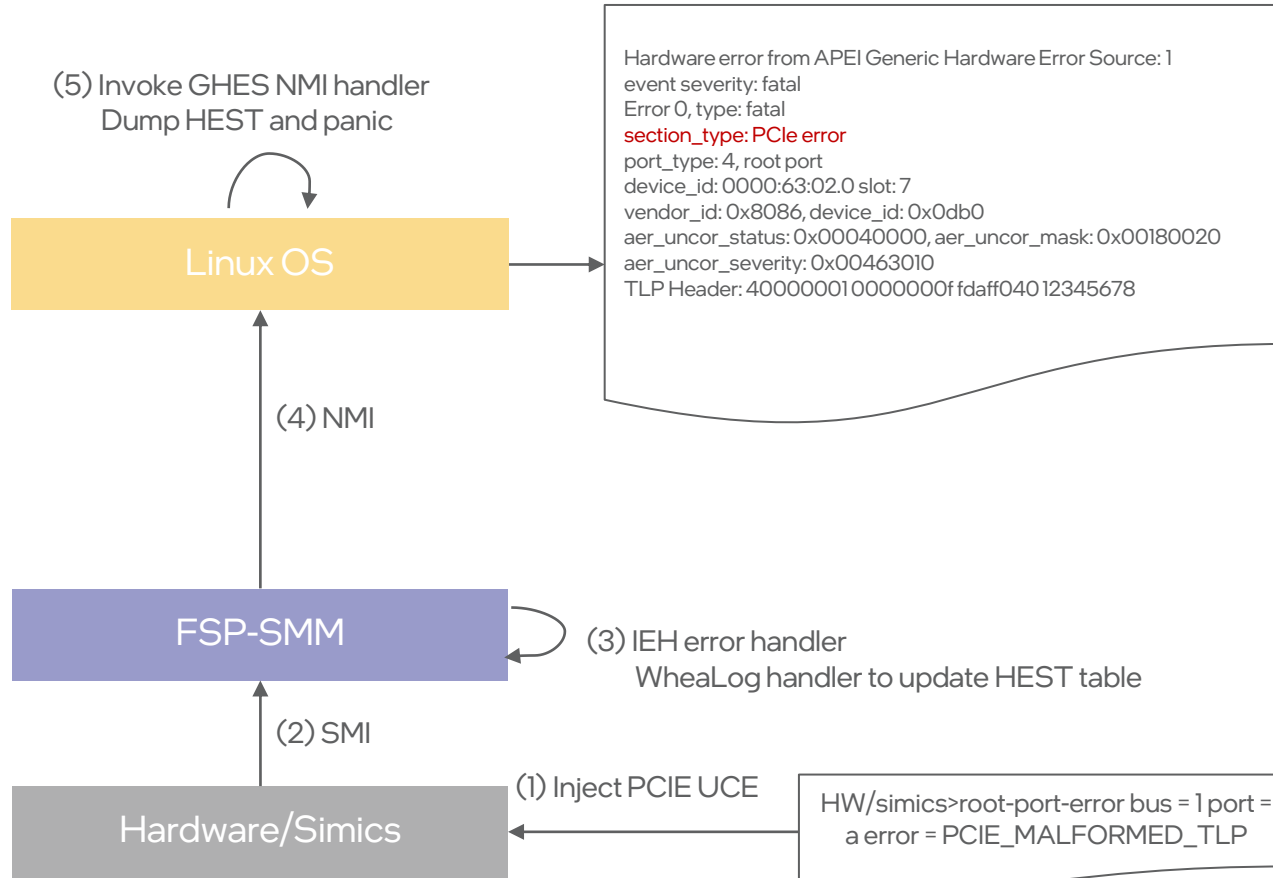 Hardware error from APEI Generic Hardware Error Source: 1
event severity: fatal
Error 0, type: fatal
section_type: PCIe error
port_type: 4, root port
device_id: 0000:63:02.0 slot: 7
vendor_id: 0x8086, device_id: 0x0db0
aer_uncor_status: 0x00040000, aer_uncor_mask: 0x00180020
aer_uncor_severity: 0x00463010
TLP Header: 40000001 0000000f fdaff040 12345678
(5) Invoke GHES NMI handler
Dump HEST and panic
Linux OS
(4) NMI
FSP-SMM
(3) IEH error handler
WheaLog handler to update HEST table
(2) SMI
(1) Inject PCIE UCE
Hardware/Simics
HW/simics>root-port-error bus = 1 port =
a error = PCIE_MALFORMED_TLP